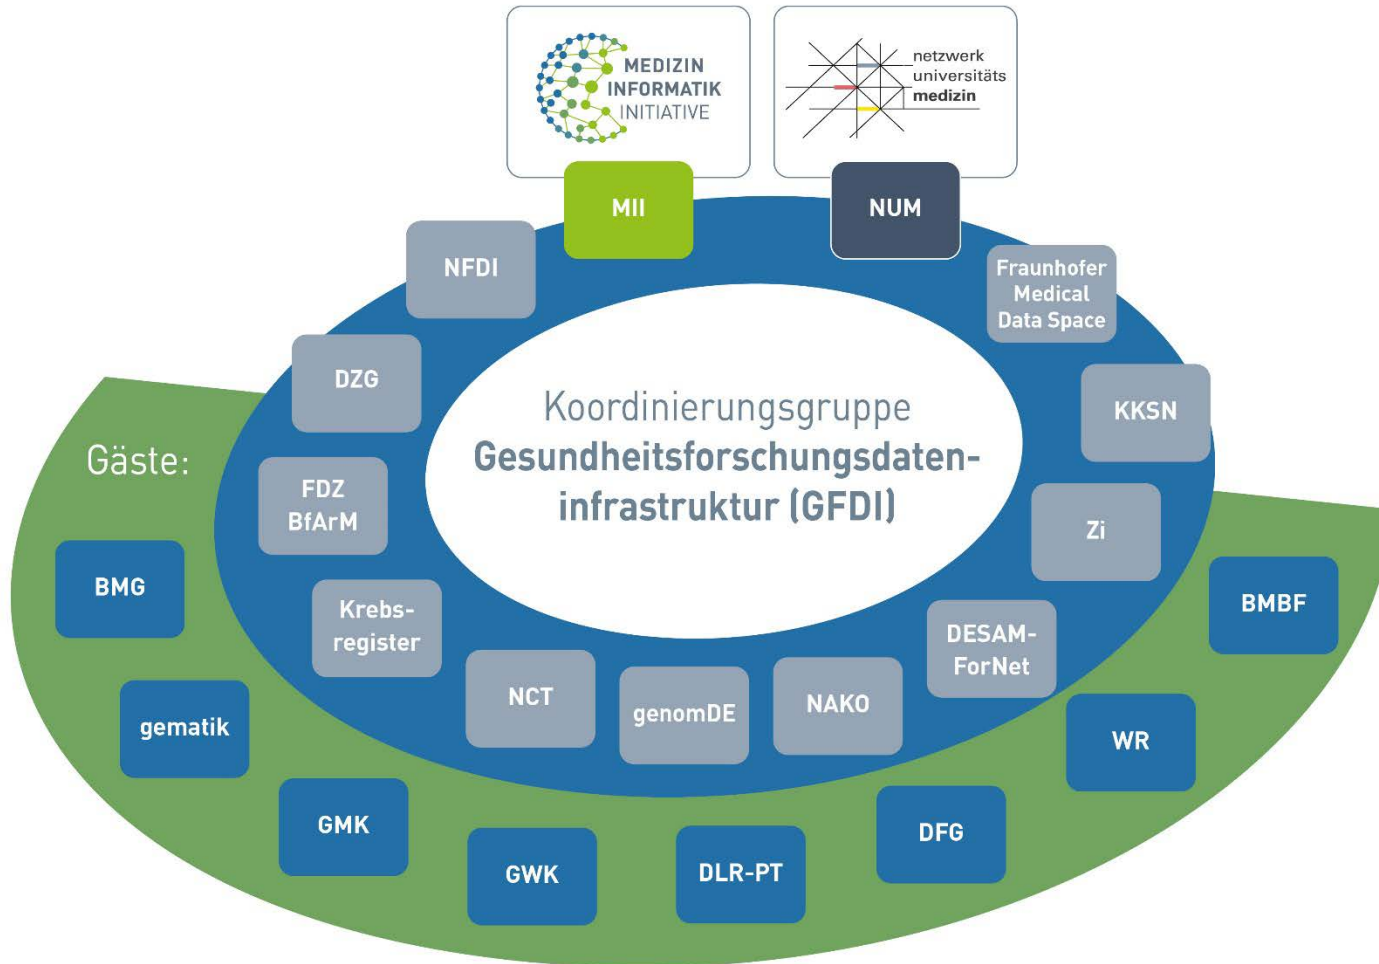 MEDIZIN
INFORMATIK
INITIATIVE
netzwerk
universitäts
medizin
MII
NUM
NFDI
Fraunhofer
Medical
Data Space
DZG
KKSN
Koordinierungsgruppe
Gesundheitsforschungsdaten-
infrastruktur (GFDI)
Gäste:
FDZ
BfArM
Zi
BMG
BMBF
Krebs-
register
DESAM-
ForNet
NCT
genomDE
NAKO
gematik
WR
GMK
GWK
DLR-PT
DFG